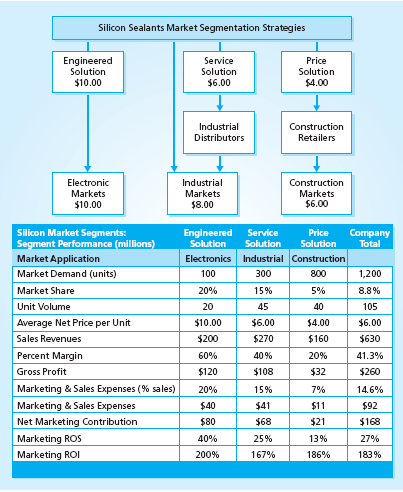 Silicon Sealants Market Segmentation Strategies
Engineered
Solution
$10.00
Service
Solution
$6.00
Price
Solution
$4.00
Industrial
Distributors
Construction
Retailers
Electronic
Markets
$10.00
Industrial
Markets
$8.00
Construction
Markets
$6.00
Silicon Market Segments: Engineered Service Price Company
Segment Performance (millions) Solution Solution Solution Total
Market Application Electronics Industrial Construction
Market Demand (units) 100 300 800 1,200
Market Share 20% 15% 5% 8.8%
Unit Volume 20 45 40 105
Average Net Price per Unit $10.00 $6.00 $4.00 $6.00
Sales Revenues $200 $270 $160 $630
Percent Margin 60% 40% 20% 41.3%
Gross Profit $120 $108 $32 $260
Marketing & Sales Expenses (% sales) 20% 15% 7% 14.6%
Marketing & Sales Expenses $40 $41 $11 $92
Net Marketing Contribution $80 $68 $21 $168
Marketing ROS 40% 25% 13% 27%
Marketing ROI 200% 167% 186% 183%